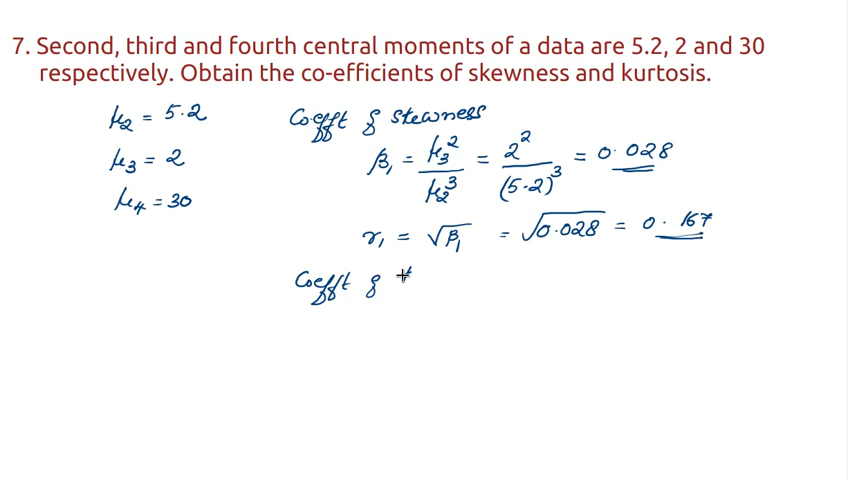 7. Second, third and fourth central moments of a data are 5.2, 2 and 30
respectively. Obtain the co-efficients of skewness and kurtosis.
μ₂ = 5.2
μ₃ = 2
μ₄ = 30
Coefft of skewness
β₁ = μ₃² / μ₂³ = 2² / (5.2)³ = 0.028
γ₁ = √β₁ = √0.028 = 0.167
Coefft of